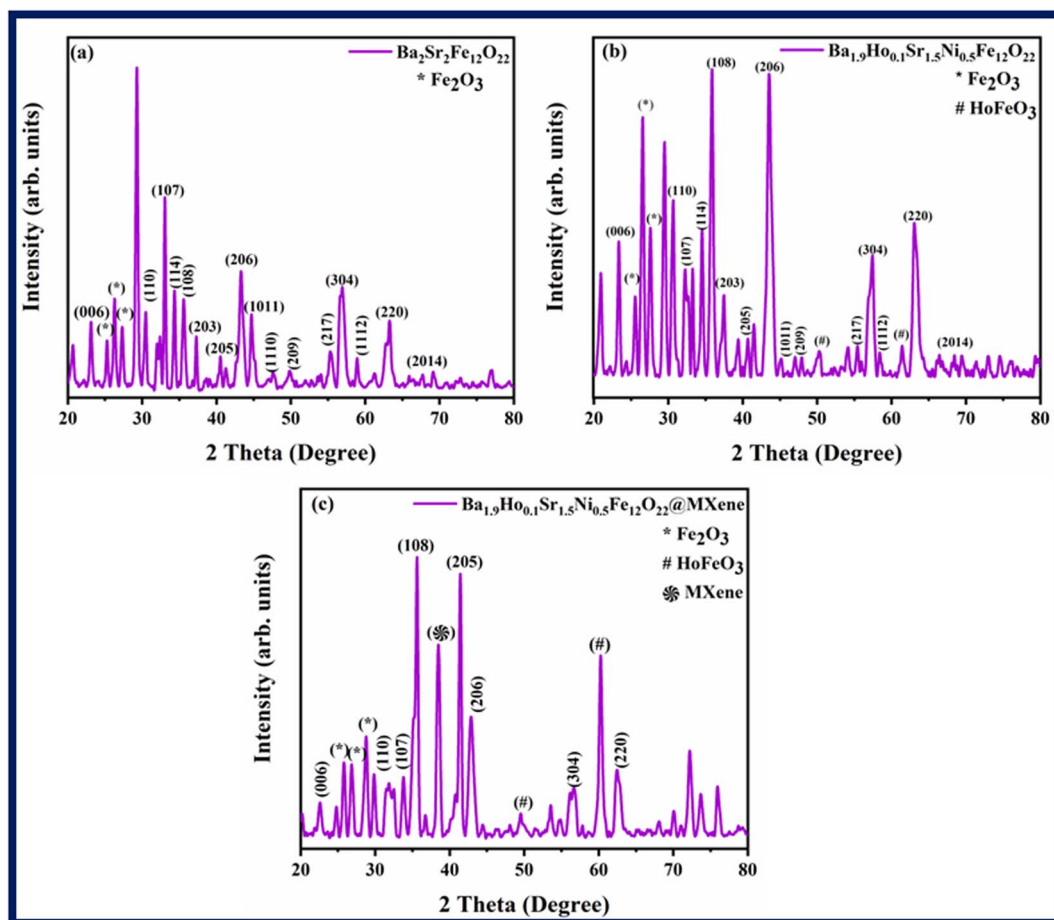 (a)
Ba₂Sr₂Fe₁₂O₂₂
* Fe₂O₃
Intensity (arb. units)
(006)
(*)
(*)
(*)
(110)
(107)
(114)
(108)
(203)
(205)
(206)
(1011)
(1110)
(209)
(217)
(304)
(1112)
(220)
(2014)
20 30 40 50 60 70 80
2 Theta (Degree)
(b)
Ba₁.₉Ho₀.₁Sr₁.₅Ni₀.₅Fe₁₂O₂₂
* Fe₂O₃
# HoFeO₃
Intensity (arb. units)
(006)
(*)
(*)
(*)
(110)
(107)
(114)
(108)
(203)
(205)
(206)
(1011)
(209)
(#)
(217)
(304)
(1112)
(#)
(220)
(2014)
20 30 40 50 60 70 80
2 Theta (Degree)
(c)
Ba₁.₉Ho₀.₁Sr₁.₅Ni₀.₅Fe₁₂O₂₂@MXene
* Fe₂O₃
# HoFeO₃
MXene
Intensity (arb. units)
(006)
(*)
(*)
(*)
(110)
(107)
(108)
(205)
(206)
(#)
(304)
(#)
(220)
20 30 40 50 60 70 80
2 Theta (Degree)